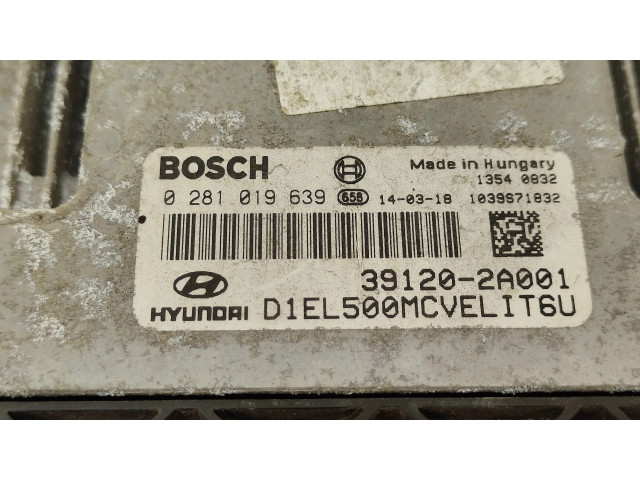 BOSCH
Made in Hungary
1354 0832
0 281 019 639 658 14-03-18 1039S71832
39120-2A001
HYUNDAI D1EL500MCVELIT6U